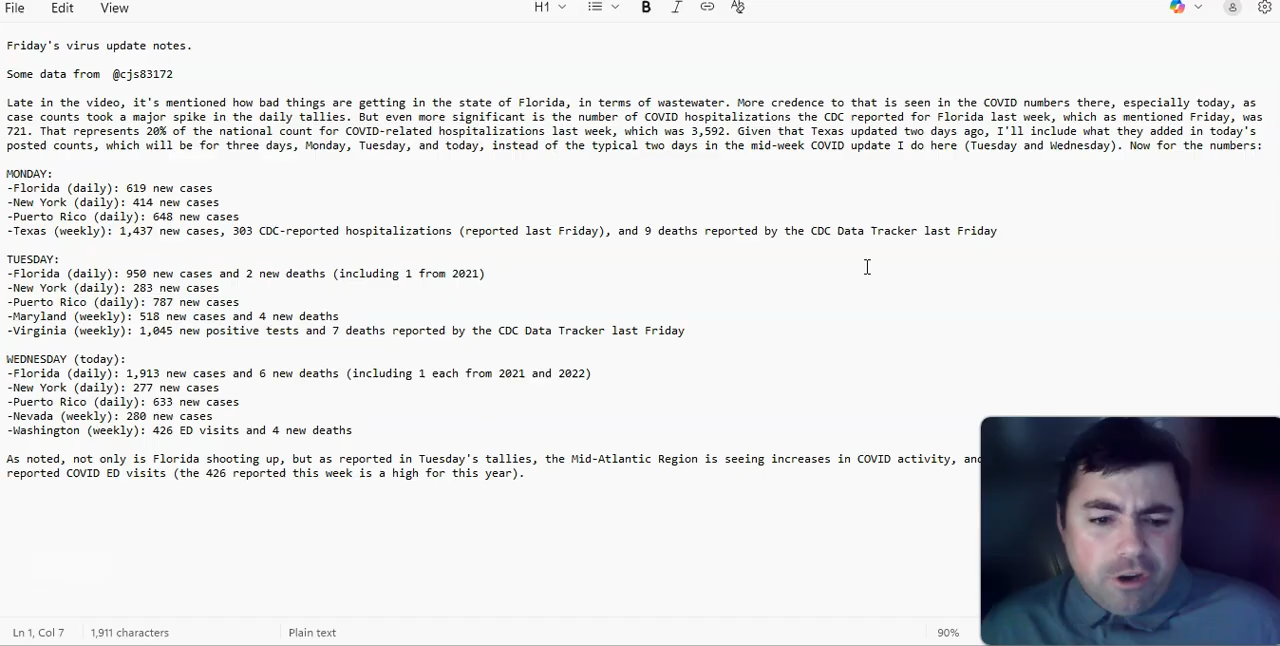 File Edit View H1 B I
Friday's virus update notes.
Some data from @cjs83172
Late in the video, it's mentioned how bad things are getting in the state of Florida, in terms of wastewater. More credence to that is seen in the COVID numbers there, especially today, as
case counts took a major spike in the daily tallies. But even more significant is the number of COVID hospitalizations the CDC reported for Florida last week, which as mentioned Friday, was
721. That represents 20% of the national count for COVID-related hospitalizations last week, which was 3,592. Given that Texas updated two days ago, I'll include what they added in today's
posted counts, which will be for three days, Monday, Tuesday, and today, instead of the typical two days in the mid-week COVID update I do here (Tuesday and Wednesday). Now for the numbers:
MONDAY:
-Florida (daily): 619 new cases
-New York (daily): 414 new cases
-Puerto Rico (daily): 648 new cases
-Texas (weekly): 1,437 new cases, 303 CDC-reported hospitalizations (reported last Friday), and 9 deaths reported by the CDC Data Tracker last Friday
TUESDAY:
-Florida (daily): 950 new cases and 2 new deaths (including 1 from 2021)
-New York (daily): 283 new cases
-Puerto Rico (daily): 787 new cases
-Maryland (weekly): 518 new cases and 4 new deaths
-Virginia (weekly): 1,045 new positive tests and 7 deaths reported by the CDC Data Tracker last Friday
WEDNESDAY (today):
-Florida (daily): 1,913 new cases and 6 new deaths (including 1 each from 2021 and 2022)
-New York (daily): 277 new cases
-Puerto Rico (daily): 633 new cases
-Nevada (weekly): 280 new cases
-Washington (weekly): 426 ED visits and 4 new deaths
As noted, not only is Florida shooting up, but as reported in Tuesday's tallies, the Mid-Atlantic Region is seeing increases in COVID activity, and
reported COVID ED visits (the 426 reported this week is a high for this year).
Ln 1, Col 7 1,911 characters Plain text 90%